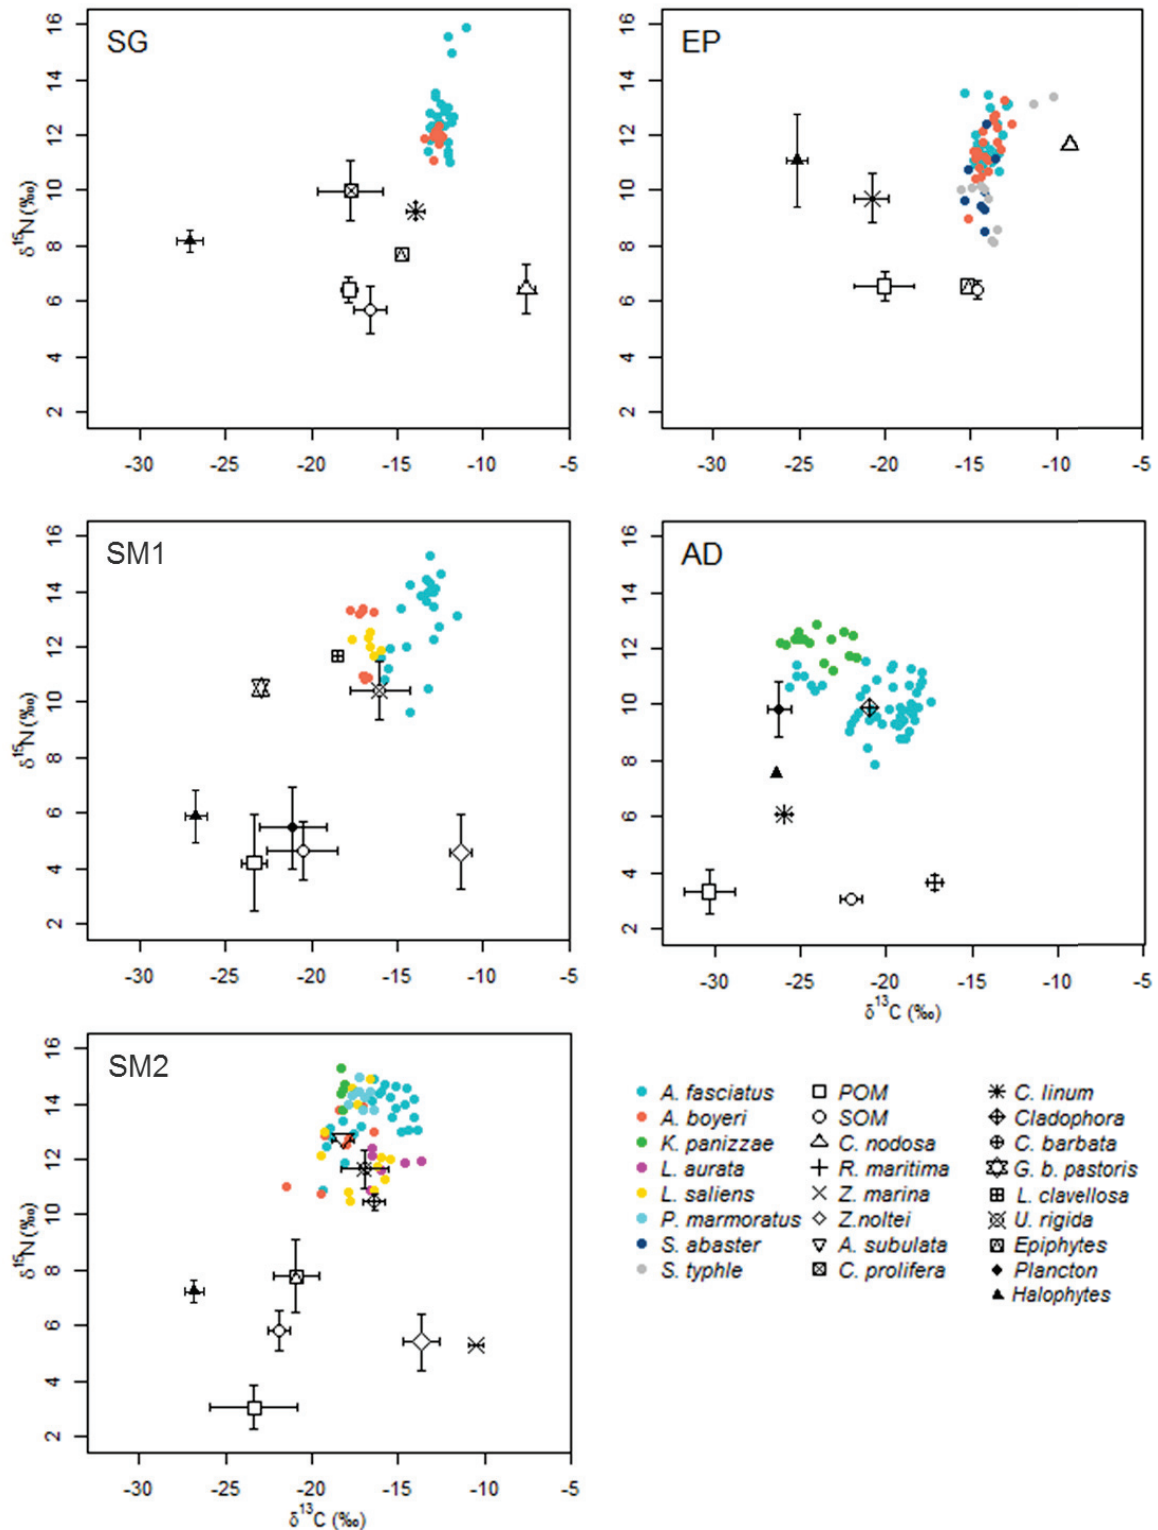 SG
16
14
12
10
8
6
4
2
δ15N (‰)
-30 -25 -20 -15 -10 -5
EP
16
14
12
10
8
6
4
2
-30 -25 -20 -15 -10 -5
SM1
16
14
12
10
8
6
4
2
δ15N (‰)
-30 -25 -20 -15 -10 -5
AD
16
14
12
10
8
6
4
2
-30 -25 -20 -15 -10 -5
δ13C (‰)
SM2
16
14
12
10
8
6
4
2
δ15N (‰)
-30 -25 -20 -15 -10 -5
δ13C (‰)
A. fasciatus
A. boyeri
K. panizzae
L. aurata
L. saliens
P. marmoratus
S. abaster
S. typhle
POM
SOM
C. nodosa
R. maritima
Z. marina
Z.noltei
A. subulata
C. prolifera
C. linum
Cladophora
C. barbata
G. b. pastoris
L. clavellosa
U. rigida
Epiphytes
Plancton
Halophytes